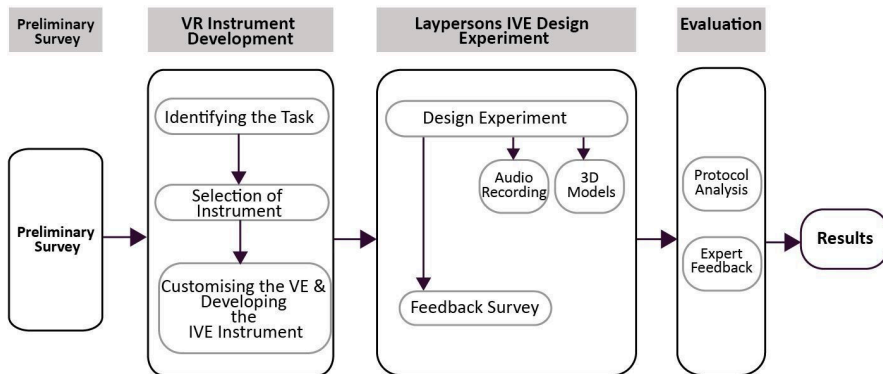 Preliminary
Survey
VR Instrument
Development
Laypersons IVE Design
Experiment
Evaluation
Preliminary
Survey
Identifying the Task
Selection of
Instrument
Customising the VE &
Developing
the
IVE Instrument
Design Experiment
Audio
Recording
3D
Models
Feedback Survey
Protocol
Analysis
Expert
Feedback
Results